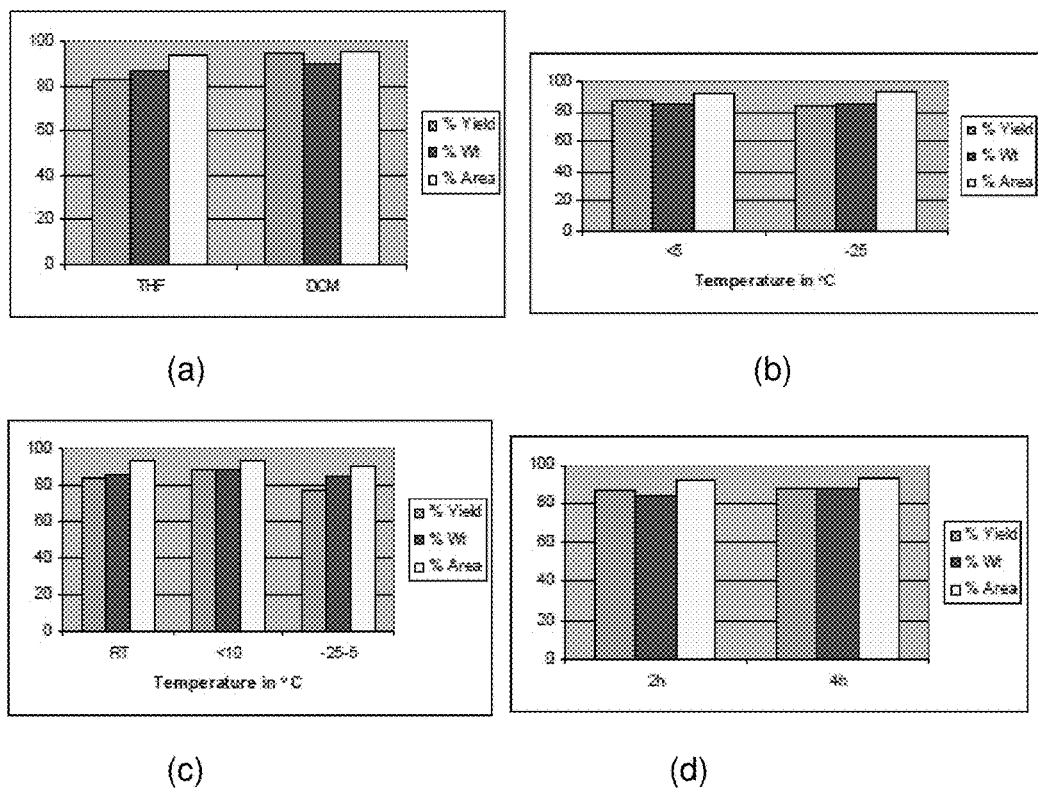 100
80
60
40
20
0
THF DCM
% Yield
% Wt
% Area
(a)
100
80
60
40
20
0
<5 -25
Temperature in °C
% Yield
% Wt
% Area
(b)
100
80
60
40
20
0
RT <10 -25-5
Temperature in °C
% Yield
% Wt
% Area
(c)
100
80
60
40
20
0
2h 4h
% Yield
% Wt
% Area
(d)